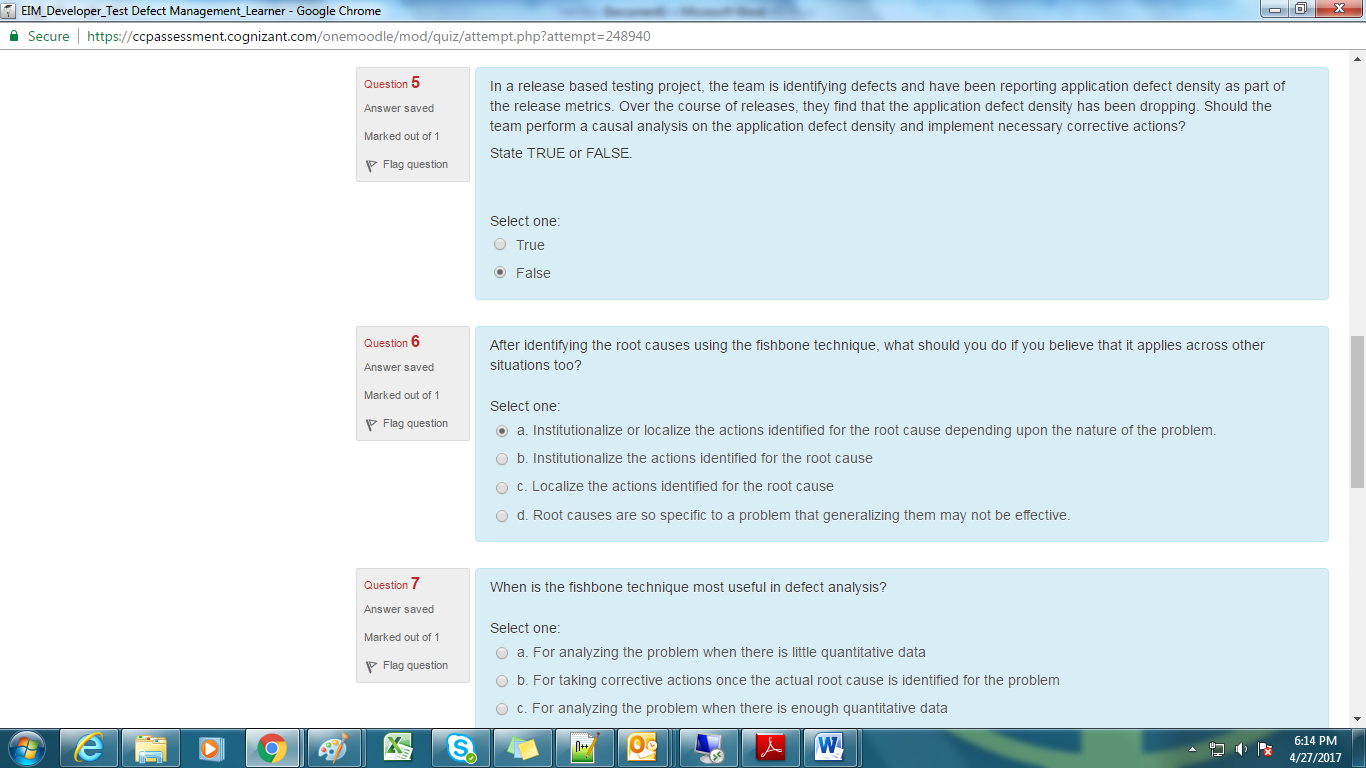 EIM_Developer_Test Defect Management_Learner - Google Chrome
Secure
https://ccpassessment.cognizant.com/onemoodle/mod/quiz/attempt.php?attempt=248940
Question 5
Answer saved
Marked out of 1
Flag question
In a release based testing project, the team is identifying defects and have been reporting application defect density as part of
the release metrics. Over the course of releases, they find that the application defect density has been dropping. Should the
team perform a causal analysis on the application defect density and implement necessary corrective actions?
State TRUE or FALSE.
Select one:
True
False
Question 6
Answer saved
Marked out of 1
Flag question
After identifying the root causes using the fishbone technique, what should you do if you believe that it applies across other
situations too?
Select one:
a. Institutionalize or localize the actions identified for the root cause depending upon the nature of the problem.
b. Institutionalize the actions identified for the root cause
c. Localize the actions identified for the root cause
d. Root causes are so specific to a problem that generalizing them may not be effective.
Question 7
Answer saved
Marked out of 1
Flag question
When is the fishbone technique most useful in defect analysis?
Select one:
a. For analyzing the problem when there is little quantitative data
b. For taking corrective actions once the actual root cause is identified for the problem
c. For analyzing the problem when there is enough quantitative data
6:14 PM
4/27/2017